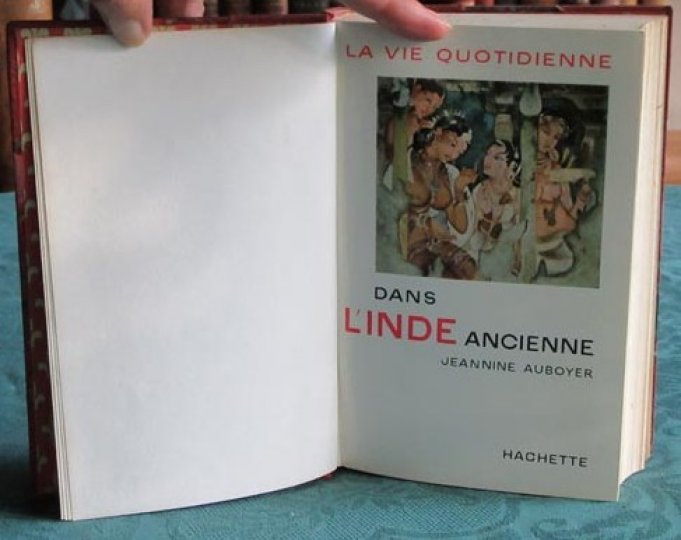 LA VIE QUOTIDIENNE
DANS
L'INDE ANCIENNE
JEANNINE AUBOYER
HACHETTE